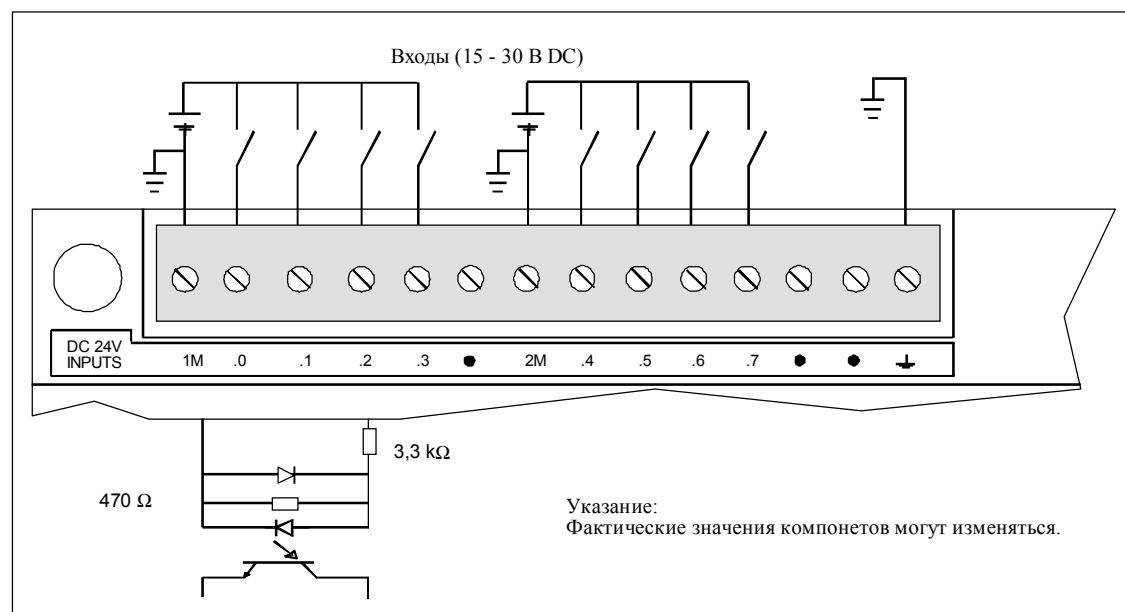 Входы (15 - 30 В DC)
DC 24V
INPUTS
1M .0 .1 .2 .3 ● 2M .4 .5 .6 .7 ● ●
3,3 kΩ
470 Ω
Указание:
Фактические значения компонетов могут изменяться.